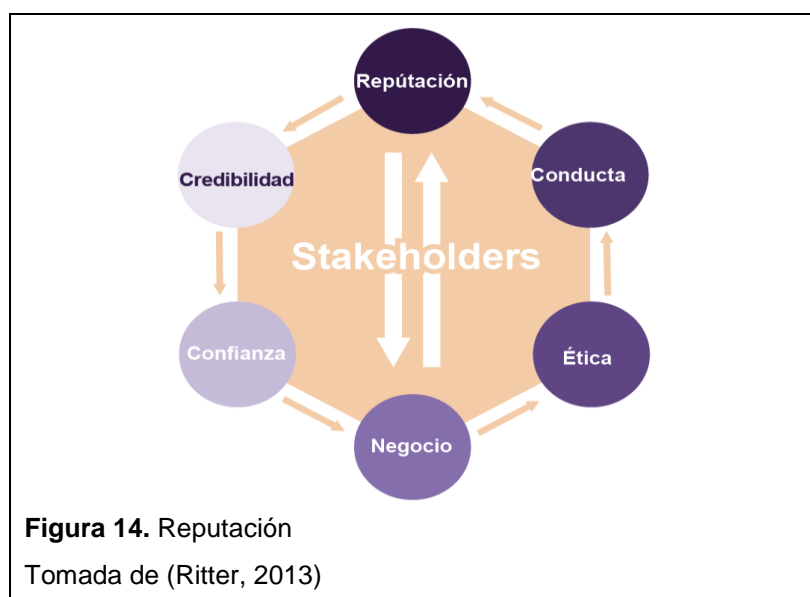 Repútación
Credibilidad
Conducta
Stakeholders
Confianza
Ética
Negocio
Figura 14. Reputación
Tomada de (Ritter, 2013)